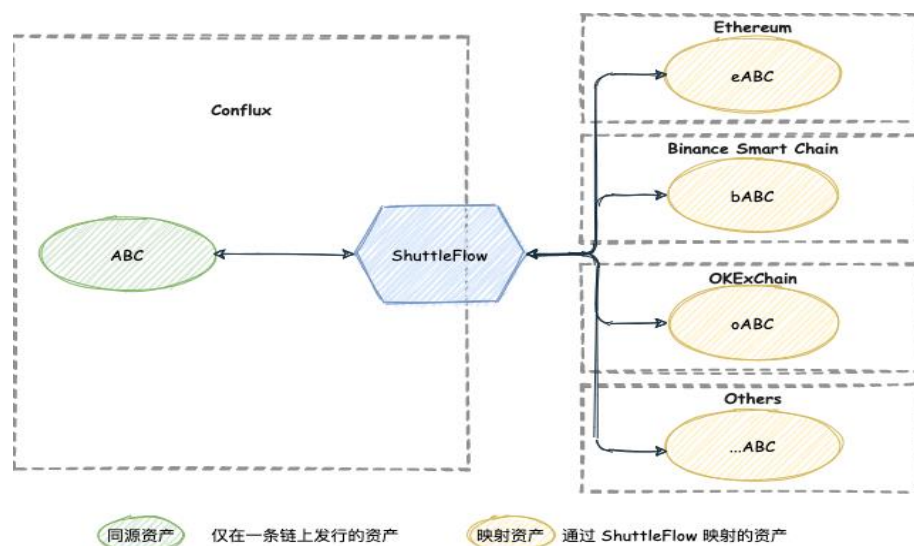 Ethereum
eABC
Conflux
Binance Smart Chain
bABC
ABC
ShuttleFlow
OKExChain
oABC
Others
...ABC
同源资产 仅在一条链上发行的资产 映射资产 通过 ShuttleFlow 映射的资产